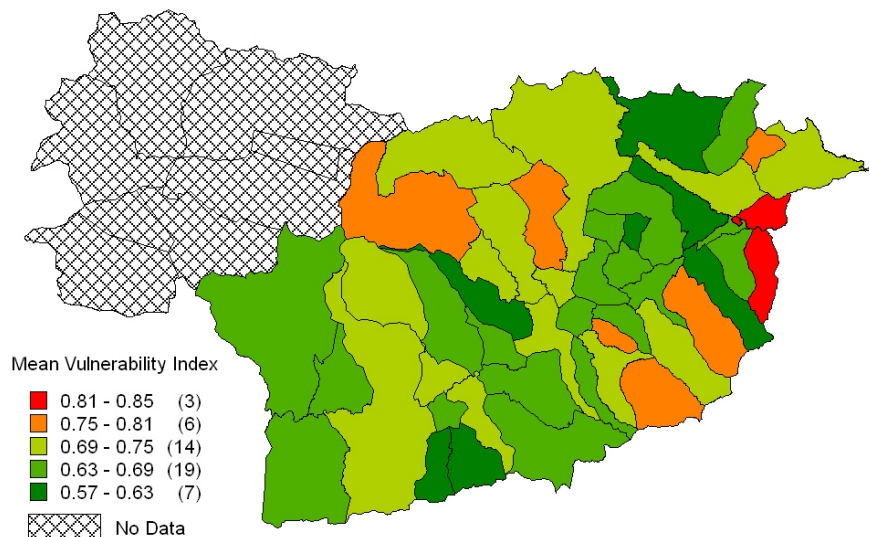 Mean Vulnerability Index
0.81 - 0.85 (3)
0.75 - 0.81 (6)
0.69 - 0.75 (14)
0.63 - 0.69 (19)
0.57 - 0.63 (7)
No Data